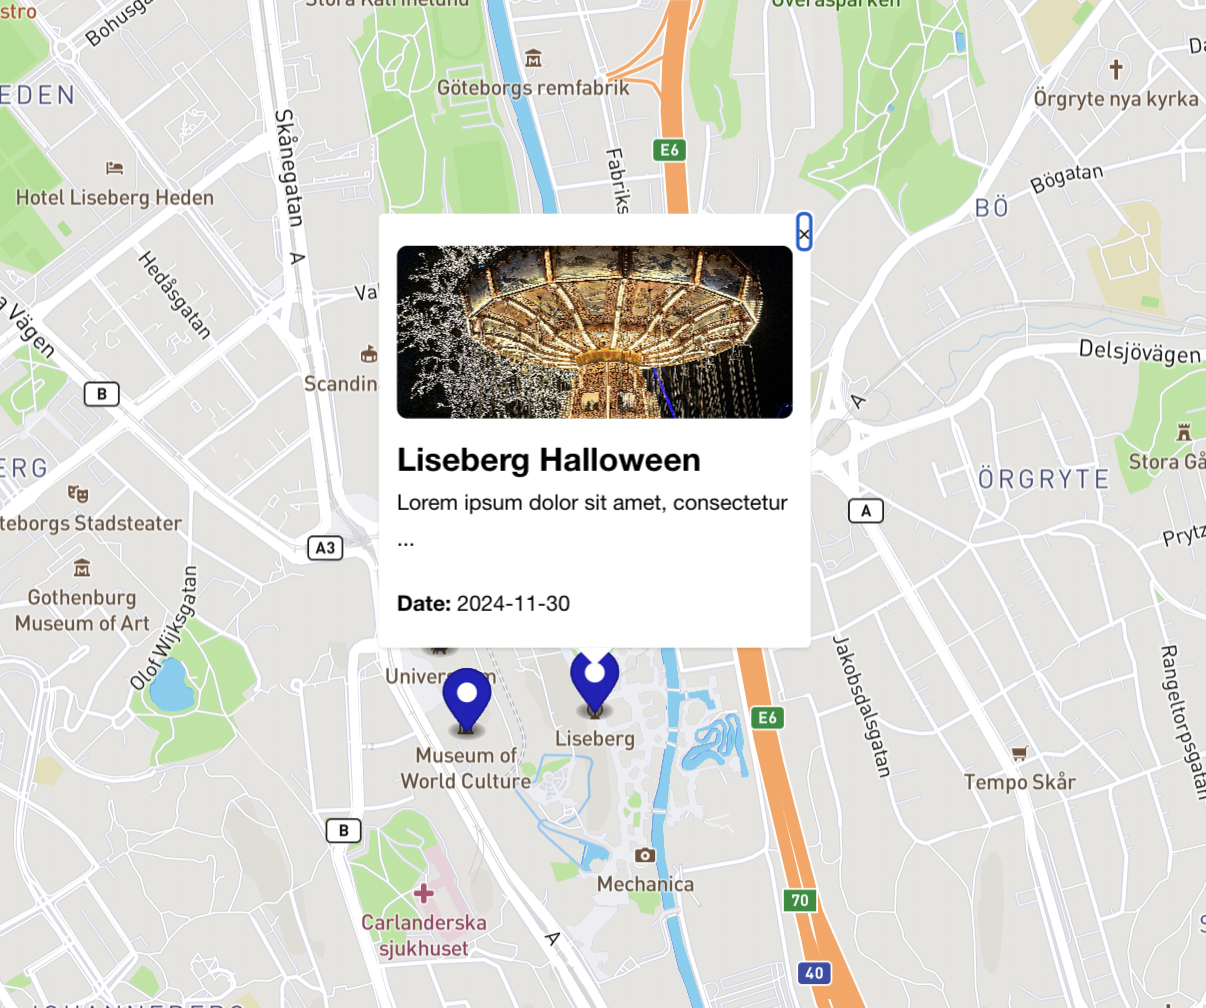 stro
Bohusga
Stora Katrinelund
Överåsparken
Göteborgs remfabrik
Örgryte nya kyrka
Da
EDEN
Skånegatan
E6
Fabriks
Hotel Liseberg Heden
Bögatan
BÖ
A
Hedåsgatan
Val
×
a Vägen
Delsjövägen
Scandin
B
A
Liseberg Halloween
ERG
ÖRGRYTE
Stora Gå
Lorem ipsum dolor sit amet, consectetur
...
A
teborgs Stadsteater
A3
Prytz
Gothenburg
Museum of Art
Date: 2024-11-30
Olof Wijksgatan
Univers
m
Jakobsdalsgatan
Rangeltorpsgatan
E6
Liseberg
Museum of
World Culture
Tempo Skår
B
Mechanica
70
Carlanderska
sjukhuset
A
40
JOHANNEBERG